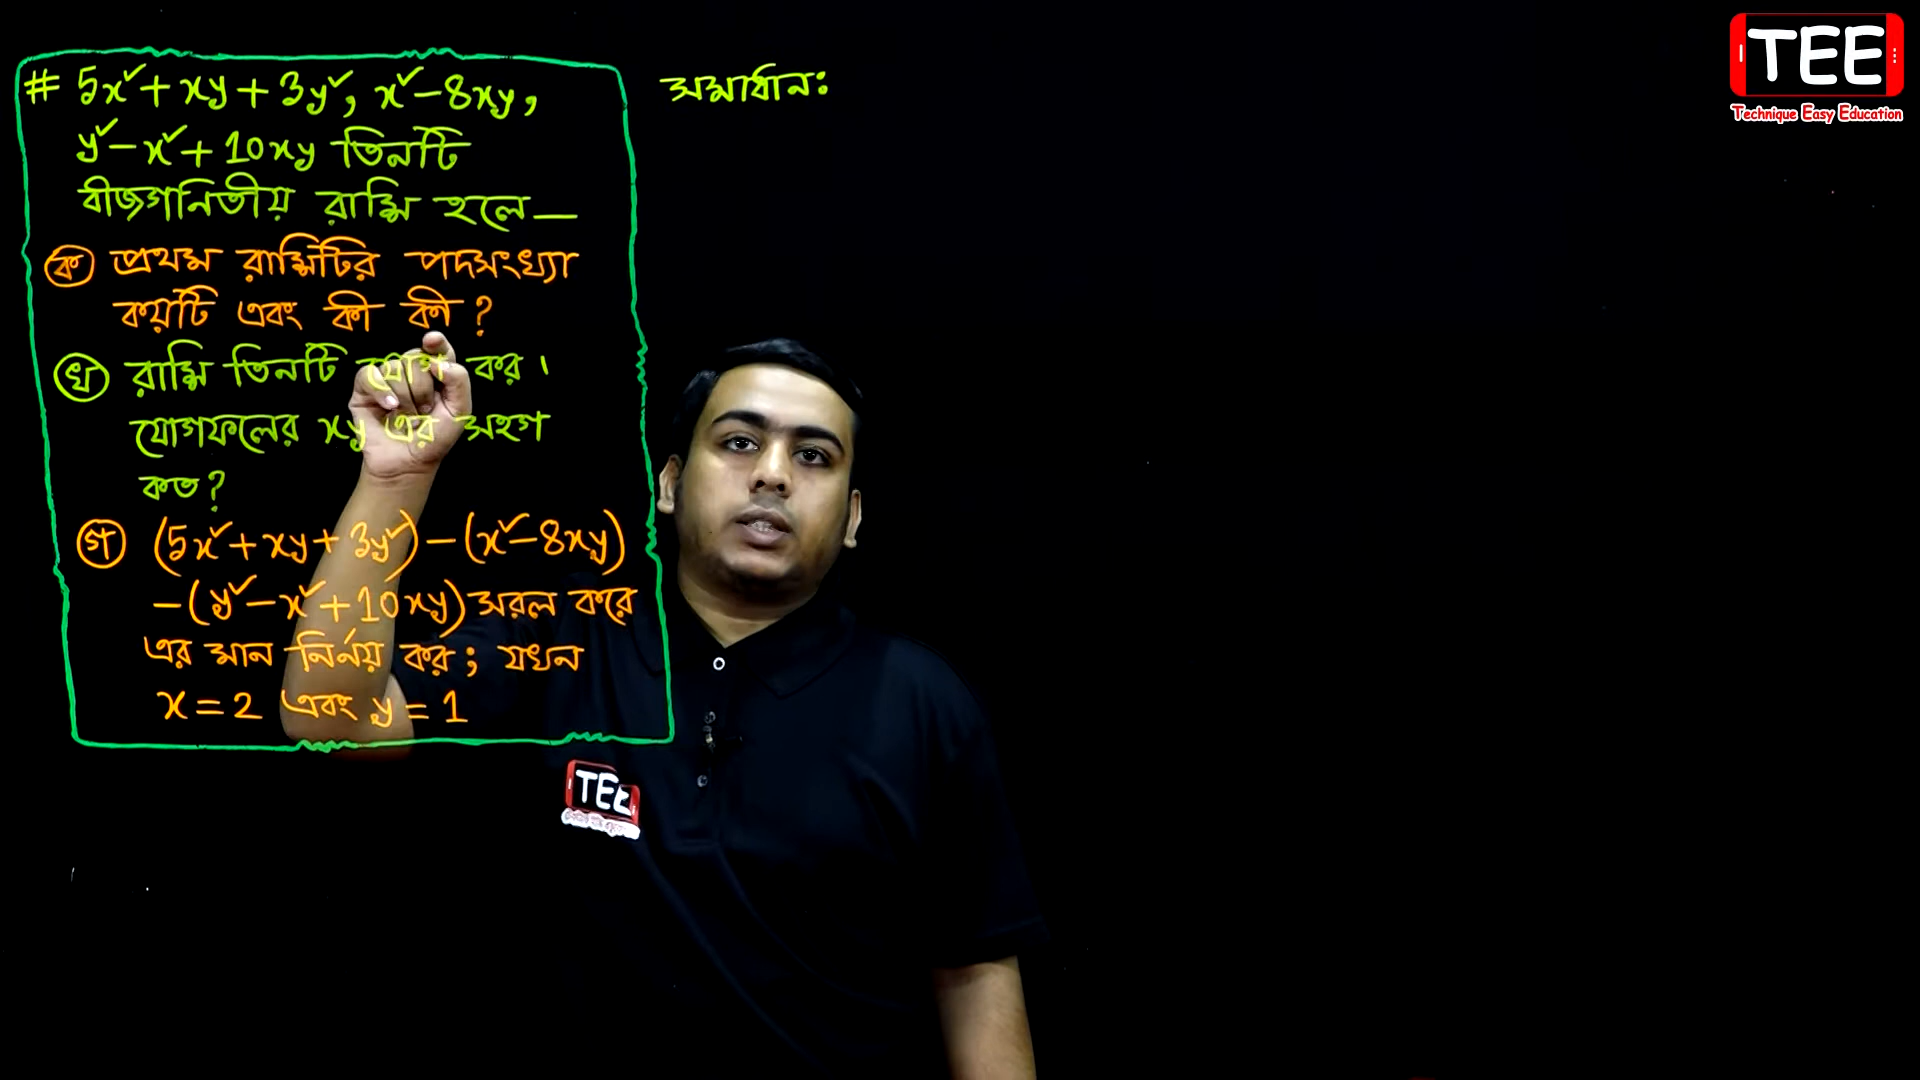 # 5x² + xy + 3y², x² - 8xy,
y² - x² + 10xy তিনটি
বীজগনিতীয় রাশি হলে—
ক প্রথম রাশিটির পদসংখ্যা
কয়টি এবং কী কী ?
খ রাশি তিনটি যোগ কর ।
যোগফলের xy এর সহগ
কত ?
গ (5x² + xy + 3y²) - (x² - 8xy)
- (y² - x² + 10xy) সরল করে
এর মান নির্নয় কর ; যখন
x = 2 এবং y = 1
সমাধান:
TEE
Technique Easy Education
TEE